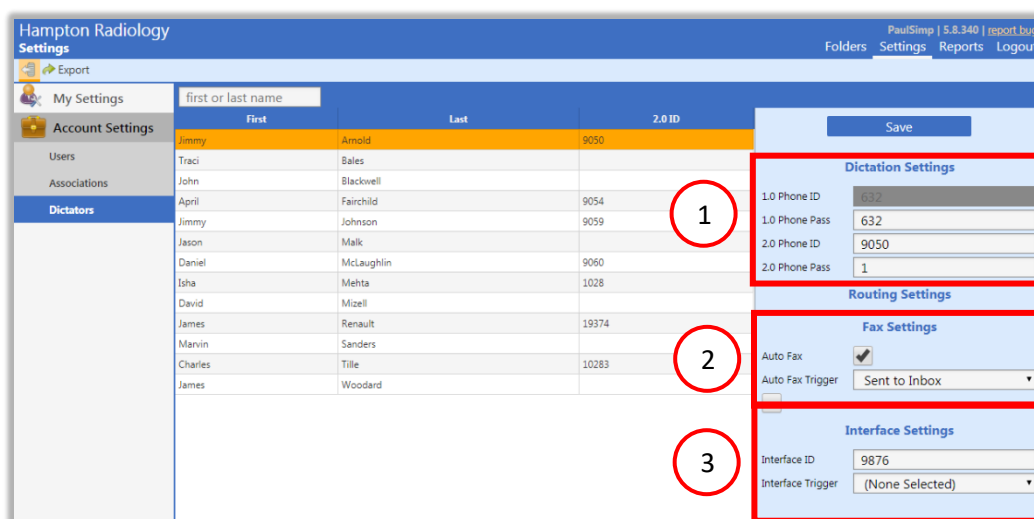 Hampton Radiology
PaulSimp | 5.8.340 | report bug
Settings
Folders Settings Reports Logout
Export
My Settings
Account Settings
Users
Associations
Dictators
first or last name
First Last 2.0 ID
Jimmy Arnold 9050
Traci Bales
John Blackwell
April Fairchild 9054
Jimmy Johnson 9059
Jason Malk
Daniel McLaughlin 9060
Isha Mehta 1028
David Mizell
James Renault 19374
Marvin Sanders
Charles Tille 10283
James Woodard
Save
1
Dictation Settings
1.0 Phone ID 632
1.0 Phone Pass 632
2.0 Phone ID 9050
2.0 Phone Pass 1
Routing Settings
2
Fax Settings
Auto Fax
Auto Fax Trigger Sent to Inbox
3
Interface Settings
Interface ID 9876
Interface Trigger (None Selected)